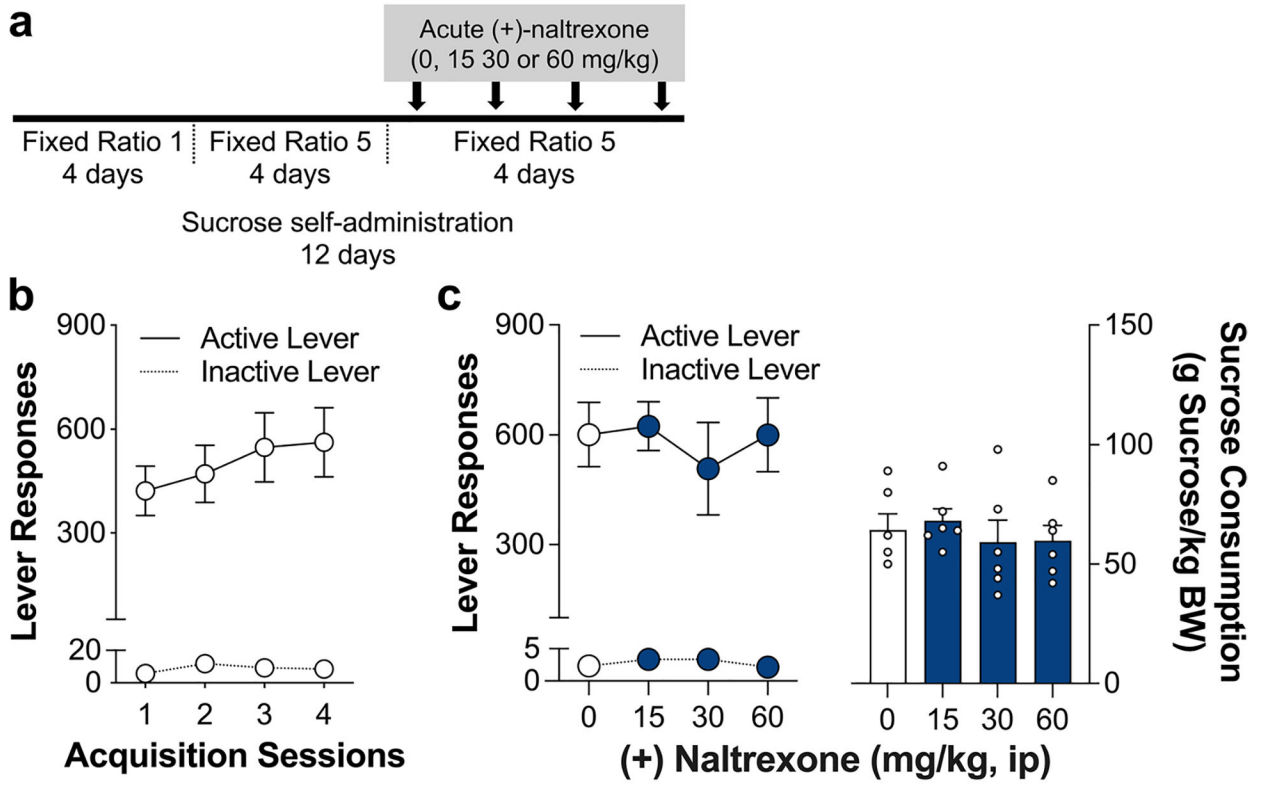 a
Acute (+)-naltrexone
(0, 15 30 or 60 mg/kg)
Fixed Ratio 1
4 days
Fixed Ratio 5
4 days
Fixed Ratio 5
4 days
Sucrose self-administration
12 days
b
900
600
300
20
0
Lever Responses
Active Lever
Inactive Lever
1 2 3 4
Acquisition Sessions
c
900
600
300
5
0
Lever Responses
Active Lever
Inactive Lever
0 15 30 60
150
100
50
0
Sucrose Consumption
(g Sucrose/kg BW)
0 15 30 60
(+) Naltrexone (mg/kg, ip)